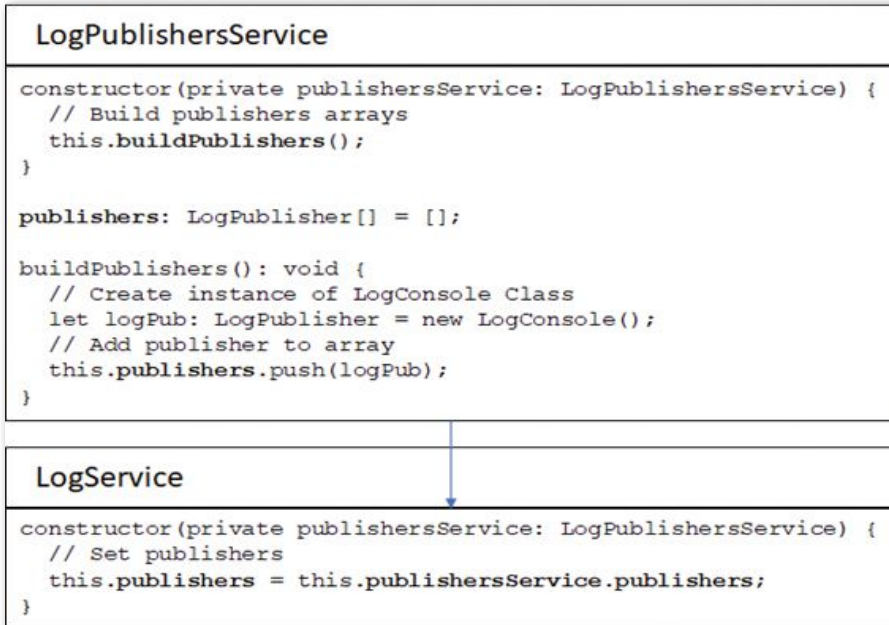 LogPublishersService
constructor(private publishersService: LogPublishersService) {
  // Build publishers arrays
  this.buildPublishers();
}
publishers: LogPublisher[] = [];
buildPublishers(): void {
  // Create instance of LogConsole Class
  let logPub: LogPublisher = new LogConsole();
  // Add publisher to array
  this.publishers.push(logPub);
}
LogService
constructor(private publishersService: LogPublishersService) {
  // Set publishers
  this.publishers = this.publishersService.publishers;
}